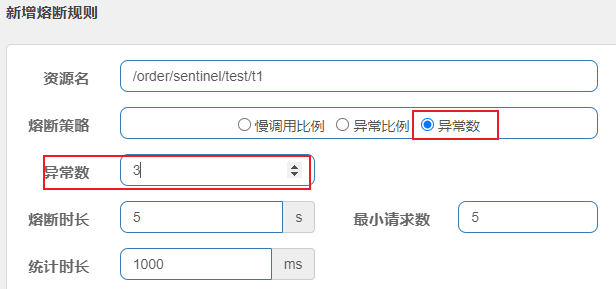 新增熔断规则
资源名 /order/sentinel/test/t1
熔断策略 慢调用比例 异常比例 异常数
异常数 3
熔断时长 5 s 最小请求数 5
统计时长 1000 ms